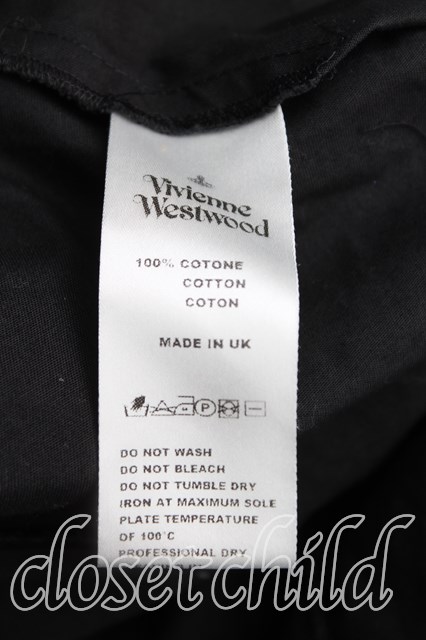 Vivienne
Westwood
100% COTONE
COTTON
COTON
MADE IN UK
P
DO NOT WASH
DO NOT BLEACH
DO NOT TUMBLE DRY
IRON AT MAXIMUM SOLE
PLATE TEMPERATURE
OF 100°C
PROFESSIONAL DRY
closet child